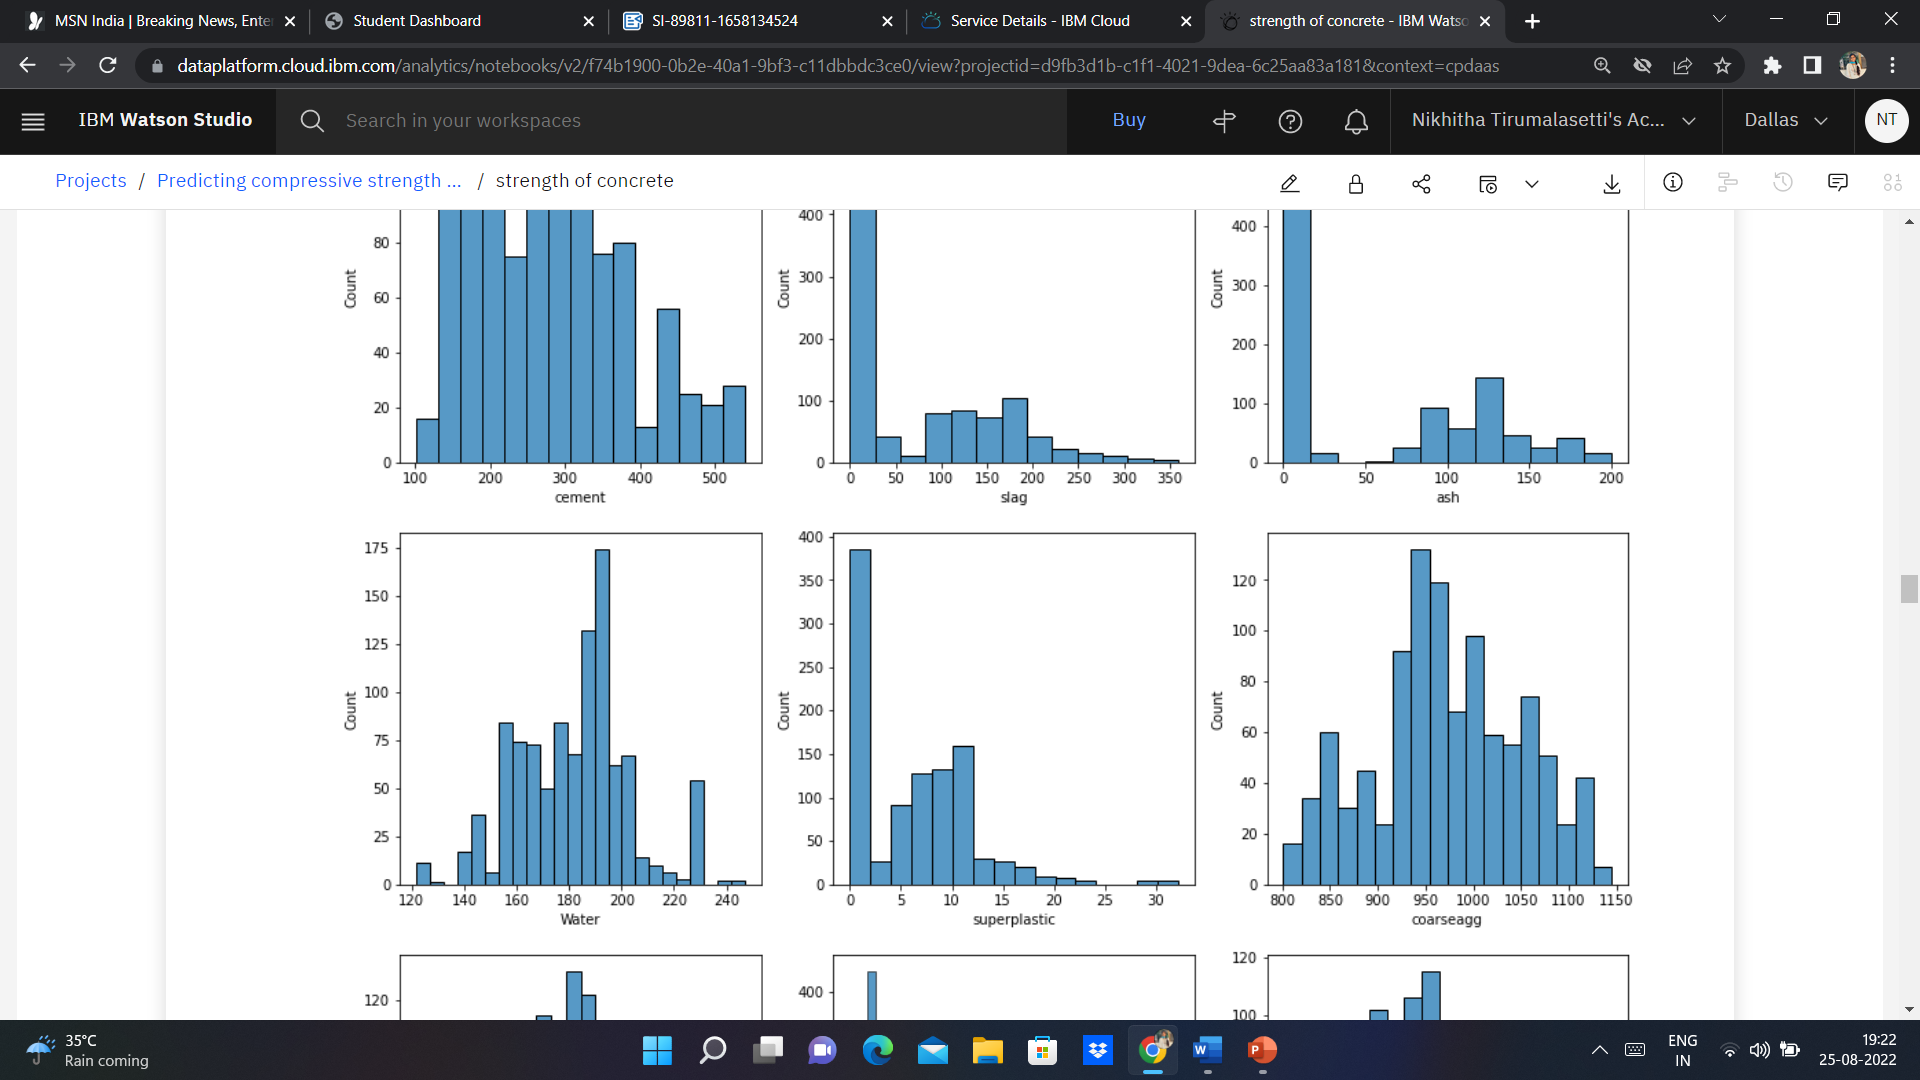 MSN India | Breaking News, Ente
Student Dashboard
SI-89811-1658134524
Service Details - IBM Cloud
strength of concrete - IBM Watso
dataplatform.cloud.ibm.com/analytics/notebooks/v2/f74b1900-0b2e-40a1-9bf3-c11dbbdc3ce0/view?projectid=d9fb3d1b-c1f1-4021-9dea-6c25aa83a181&context=cpdaas
IBM Watson Studio
Search in your workspaces
Buy
Nikhitha Tirumalasetti's Ac...
Dallas
NT
Projects / Predicting compressive strength ... / strength of concrete
80
60
40
20
0
Count
100 200 300 400 500
cement
400
300
200
100
0
Count
0 50 100 150 200 250 300 350
slag
400
300
200
100
0
Count
0 50 100 150 200
ash
175
150
125
100
75
50
25
0
Count
120 140 160 180 200 220 240
Water
400
350
300
250
200
150
100
50
0
Count
0 5 10 15 20 25 30
superplastic
120
100
80
60
40
20
0
Count
800 850 900 950 1000 1050 1100 1150
coarseagg
120
400
120
100
35°C
Rain coming
ENG
IN
19:22
25-08-2022